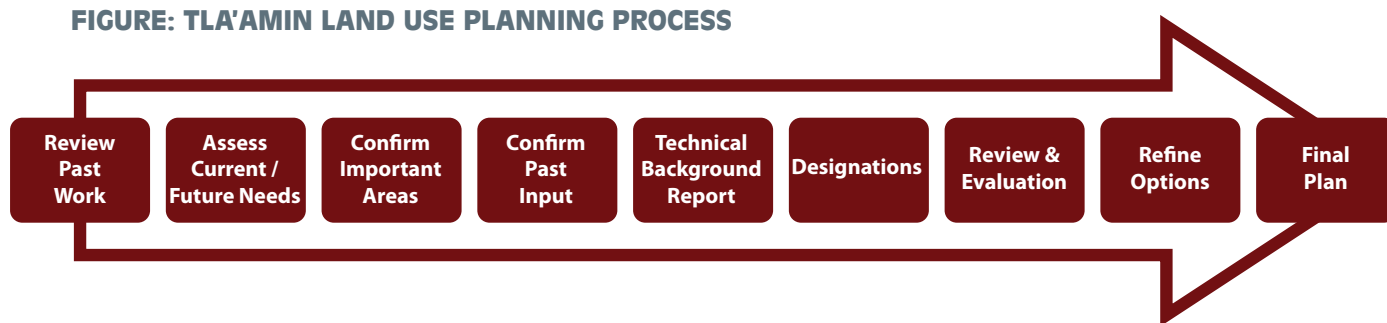 FIGURE: TLA'AMIN LAND USE PLANNING PROCESS
Review
Past
Work
Assess
Current /
Future Needs
Confirm
Important
Areas
Confirm
Past
Input
Technical
Background
Report
Designations
Review &
Evaluation
Refine
Options
Final
Plan